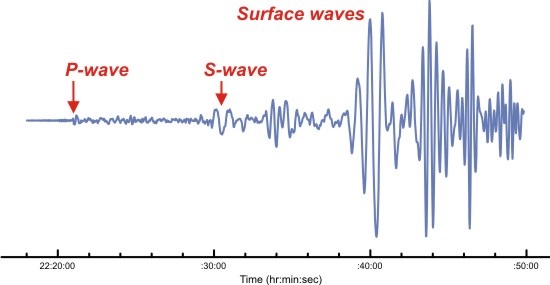 Surface waves
P-wave
S-wave
22:20:00
:30:00
:40:00
:50:00
Time (hr:min:sec)